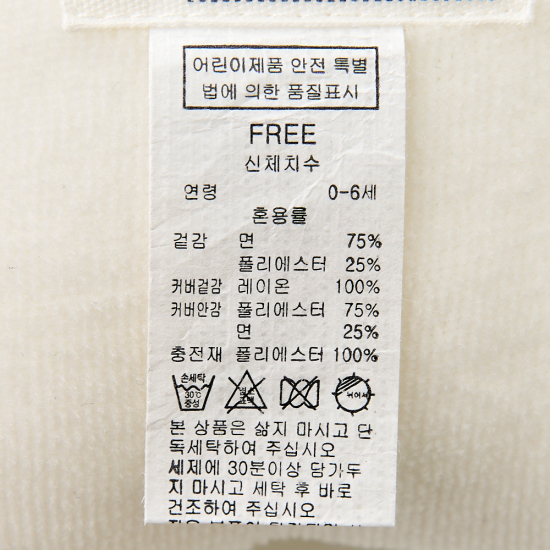 어린이제품 안전 특별
법에 의한 품질표시
FREE
신체치수
연령 0-6세
혼용률
겉감 면 75%
폴리에스터 25%
커버겉감 레이온 100%
커버안감 폴리에스터 75%
면 25%
충전재 폴리에스터 100%
손세탁
30℃
중성
본 상품은 삶지 마시고 단
독세탁하여 주십시오
세제에 30분이상 담가두
지 마시고 세탁 후 바로
건조하여 주십시오